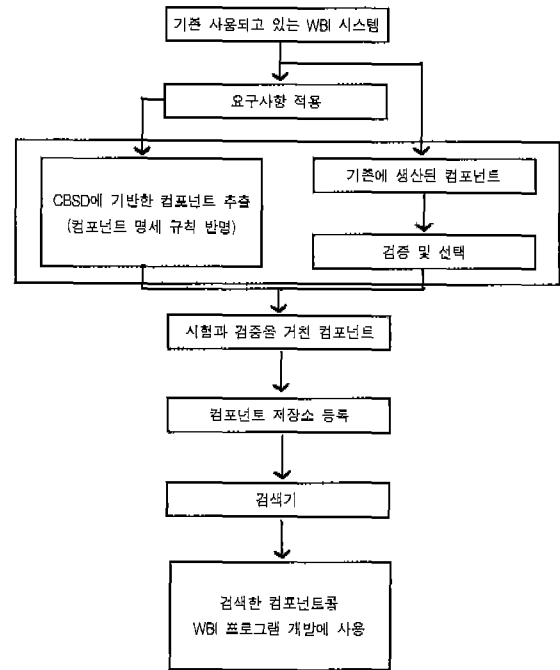 기존 사용되고 있는 WBI 시스템
요구사항 적용
CBSD에 기반한 컴포넌트 추출
(컴포넌트 명세 규칙 반영)
기존에 생산된 컴포넌트
검증 및 선택
시험과 검증을 거친 컴포넌트
컴포넌트 저장소 등록
검색기
검색한 컴포넌트를
WBI 프로그램 개발에 사용